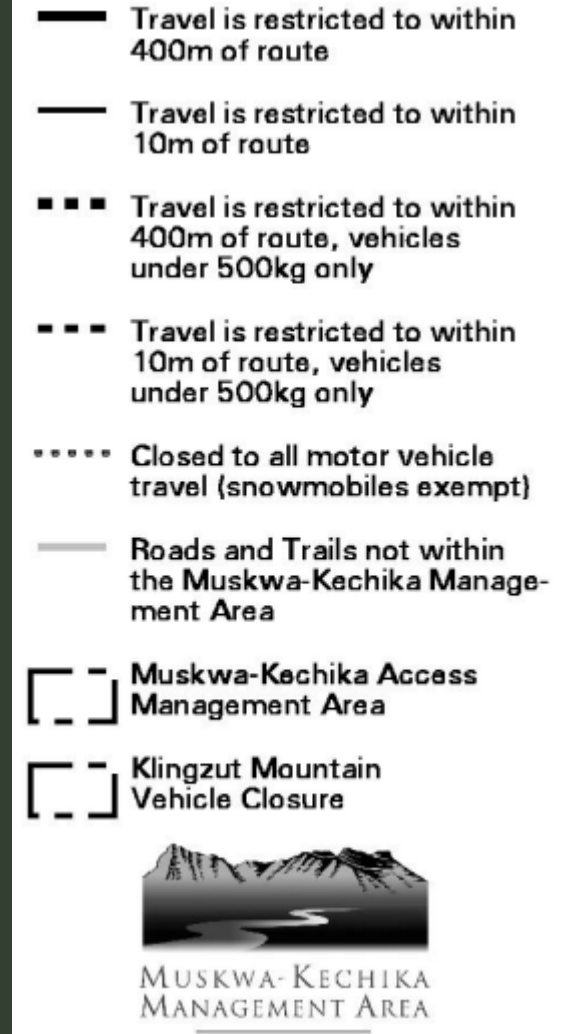 Travel is restricted to within
400m of route
Travel is restricted to within
10m of route
Travel is restricted to within
400m of route, vehicles
under 500kg only
Travel is restricted to within
10m of route, vehicles
under 500kg only
Closed to all motor vehicle
travel (snowmobiles exempt)
Roads and Trails not within
the Muskwa-Kechika Manage-
ment Area
Muskwa-Kechika Access
Management Area
Klingzut Mountain
Vehicle Closure
MUSKWA-KECHIKA
MANAGEMENT AREA